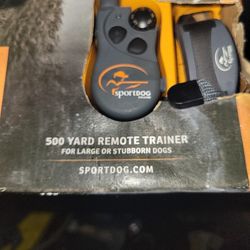 SPORTDOG
500 YARD REMOTE TRAINER
FOR LARGE OR STUBBORN DOGS
SPORTDOG.COM